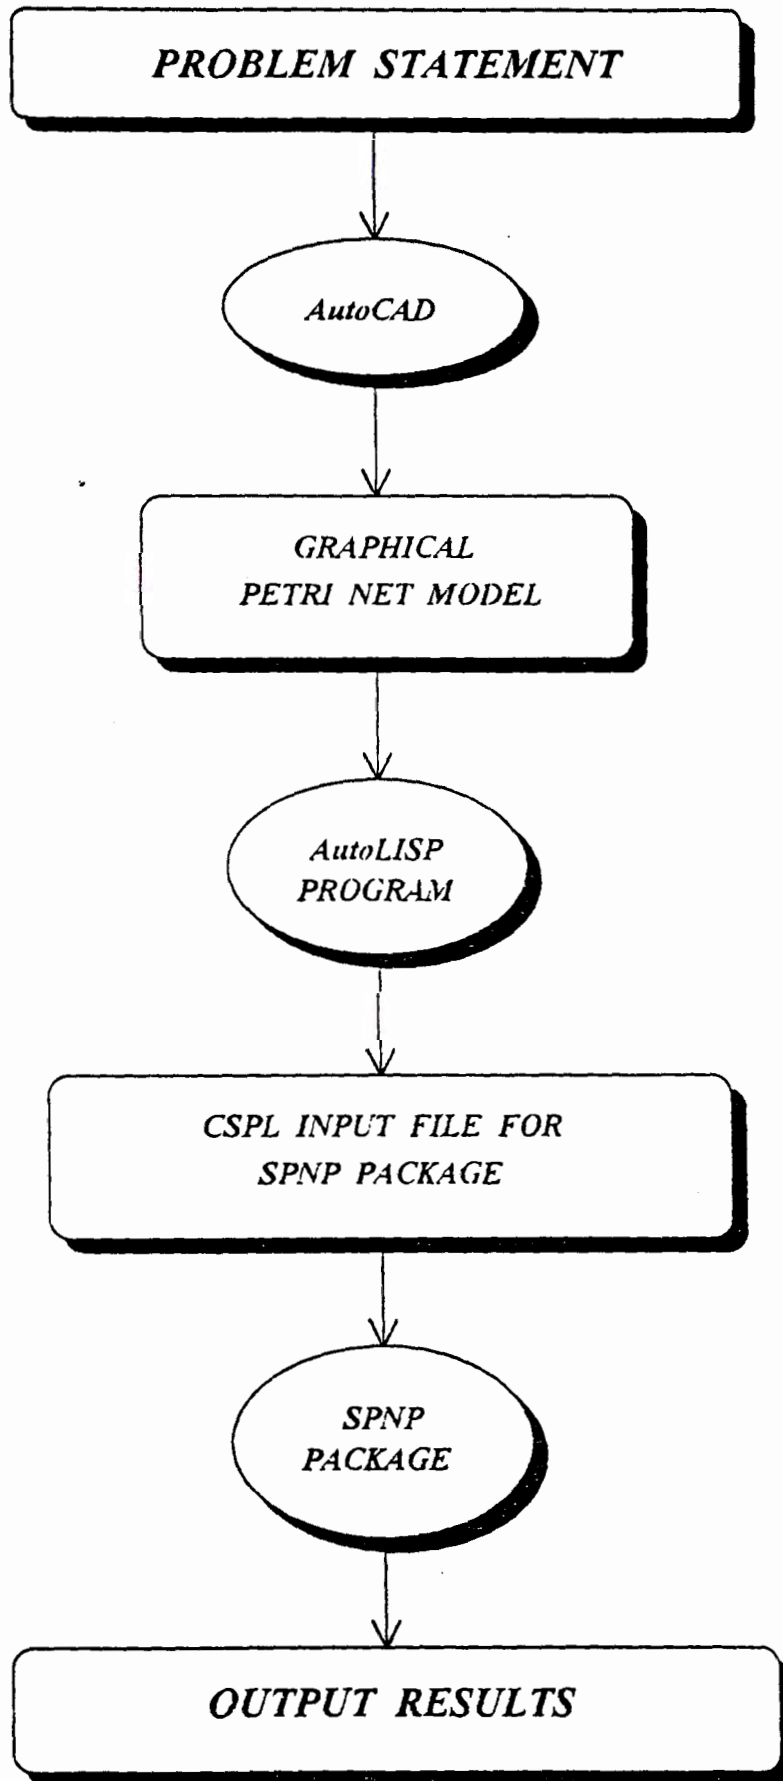 PROBLEM STATEMENT
AutoCAD
GRAPHICAL
PETRI NET MODEL
AutoLISP
PROGRAM
CSPL INPUT FILE FOR
SPNP PACKAGE
SPNP
PACKAGE
OUTPUT RESULTS